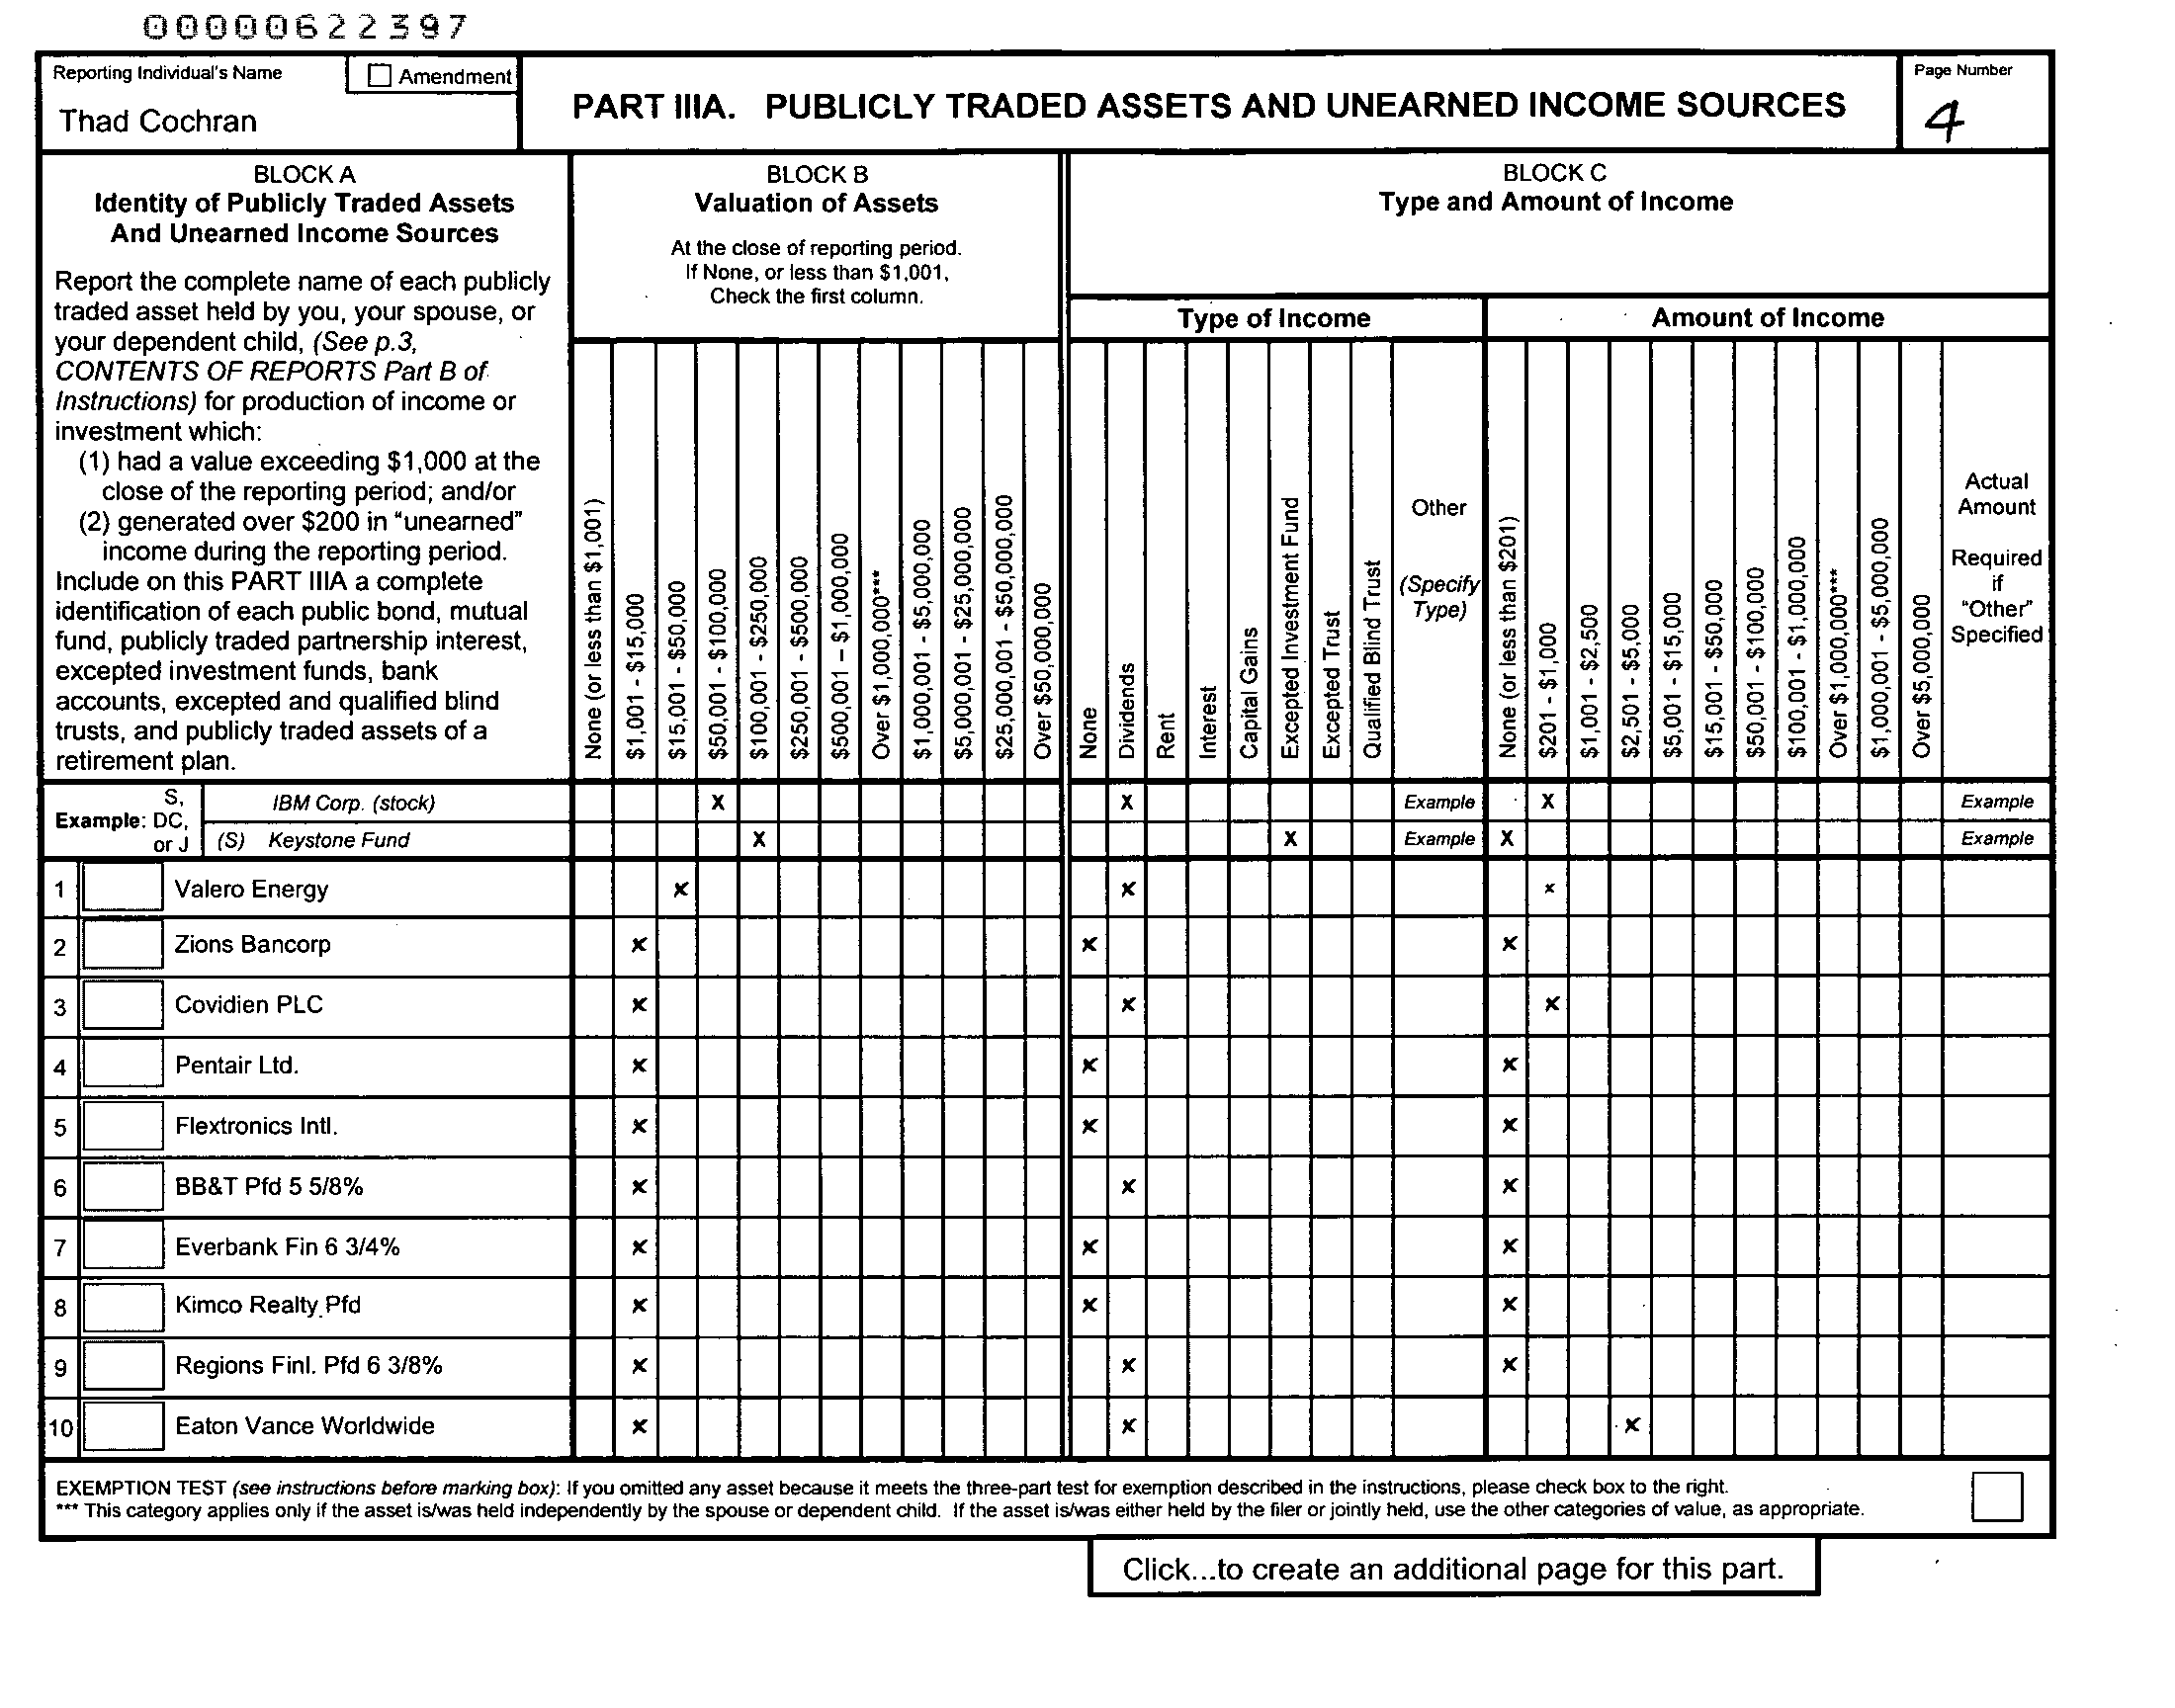 00000622397
Reporting Individual's Name
Amendment
Thad Cochran
PART IIIA. PUBLICLY TRADED ASSETS AND UNEARNED INCOME SOURCES
Page Number
4
BLOCK A
Identity of Publicly Traded Assets
And Unearned Income Sources
Report the complete name of each publicly
traded asset held by you, your spouse, or
your dependent child, (See p.3,
CONTENTS OF REPORTS Part B of
Instructions) for production of income or
investment which:
(1) had a value exceeding $1,000 at the
close of the reporting period; and/or
(2) generated over $200 in "unearned"
income during the reporting period.
Include on this PART IIIA a complete
identification of each public bond, mutual
fund, publicly traded partnership interest,
excepted investment funds, bank
accounts, excepted and qualified blind
trusts, and publicly traded assets of a
retirement plan.
BLOCK B
Valuation of Assets
At the close of reporting period.
If None, or less than $1,001,
Check the first column.
None (or less than $1,001)
$1,001 - $15,000
$15,001 - $50,000
$50,001 - $100,000
$100,001 - $250,000
$250,001 - $500,000
$500,001 – $1,000,000
Over $1,000,000***
$1,000,001 - $5,000,000
$5,000,001 - $25,000,000
$25,000,001 - $50,000,000
Over $50,000,000
BLOCK C
Type and Amount of Income
Type of Income
None
Dividends
Rent
Interest
Capital Gains
Excepted Investment Fund
Excepted Trust
Qualified Blind Trust
Other
(Specify
Type)
Amount of Income
None (or less than $201)
$201 - $1,000
$1,001 - $2,500
$2,501 - $5,000
$5,001 - $15,000
$15,001 - $50,000
$50,001 - $100,000
$100,001 - $1,000,000
Over $1,000,000***
$1,000,001 - $5,000,000
Over $5,000,000
Actual
Amount
Required
if
"Other"
Specified
Example:
S,
DC,
or J
IBM Corp. (stock) X X Example X Example
(S) Keystone Fund X X Example X Example
1 Valero Energy x x x
2 Zions Bancorp x x x
3 Covidien PLC x x x
4 Pentair Ltd. x x x
5 Flextronics Intl. x x x
6 BB&T Pfd 5 5/8% x x x
7 Everbank Fin 6 3/4% x x x
8 Kimco Realty Pfd x x x
9 Regions Finl. Pfd 6 3/8% x x x
10 Eaton Vance Worldwide x x x
EXEMPTION TEST (see instructions before marking box): If you omitted any asset because it meets the three-part test for exemption described in the instructions, please check box to the right.
*** This category applies only if the asset is/was held independently by the spouse or dependent child. If the asset is/was either held by the filer or jointly held, use the other categories of value, as appropriate.
Click...to create an additional page for this part.